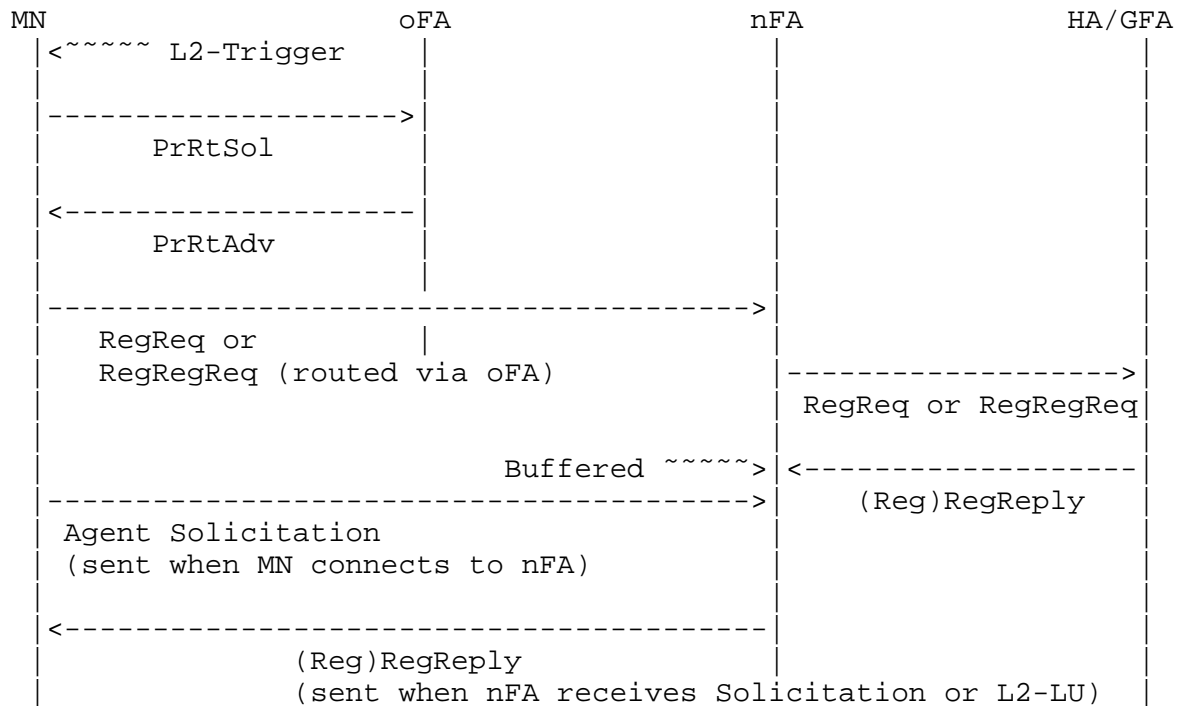 MN oFA nFA HA/GFA
|<~~~~~ L2-Trigger | | |
| | | |
|--------------------->| | |
| PrRtSol | | |
| | | |
|<---------------------| | |
| PrRtAdv | | |
| | | |
|------------------------------------------>| |
| RegReq or | | |
| RegRegReq (routed via oFA) |-------------------->|
| | RegReq or RegRegReq|
| | |
| Buffered ~~~~~>|<--------------------|
|------------------------------------------>| (Reg)RegReply |
| Agent Solicitation | |
| (sent when MN connects to nFA) | |
| | |
|<------------------------------------------| |
| (Reg)RegReply | |
| (sent when nFA receives Solicitation or L2-LU) |